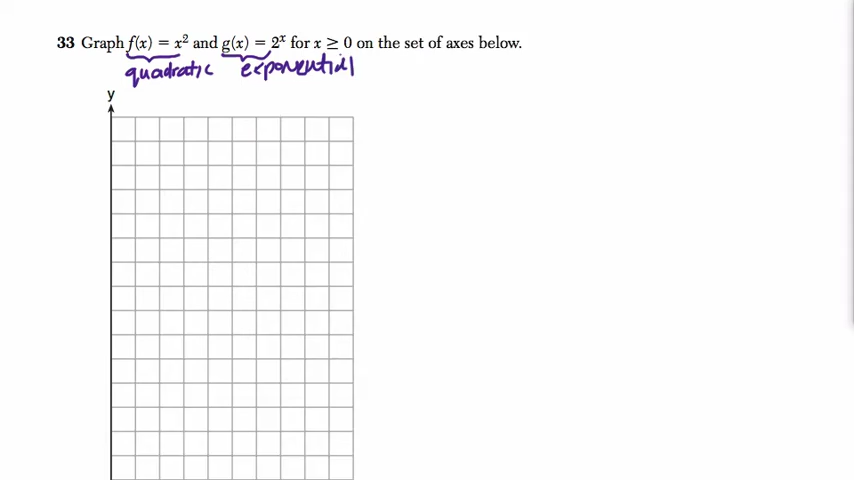 33 Graph f(x) = x² and g(x) = 2ˣ for x ≥ 0 on the set of axes below.
quadratic exponential
y